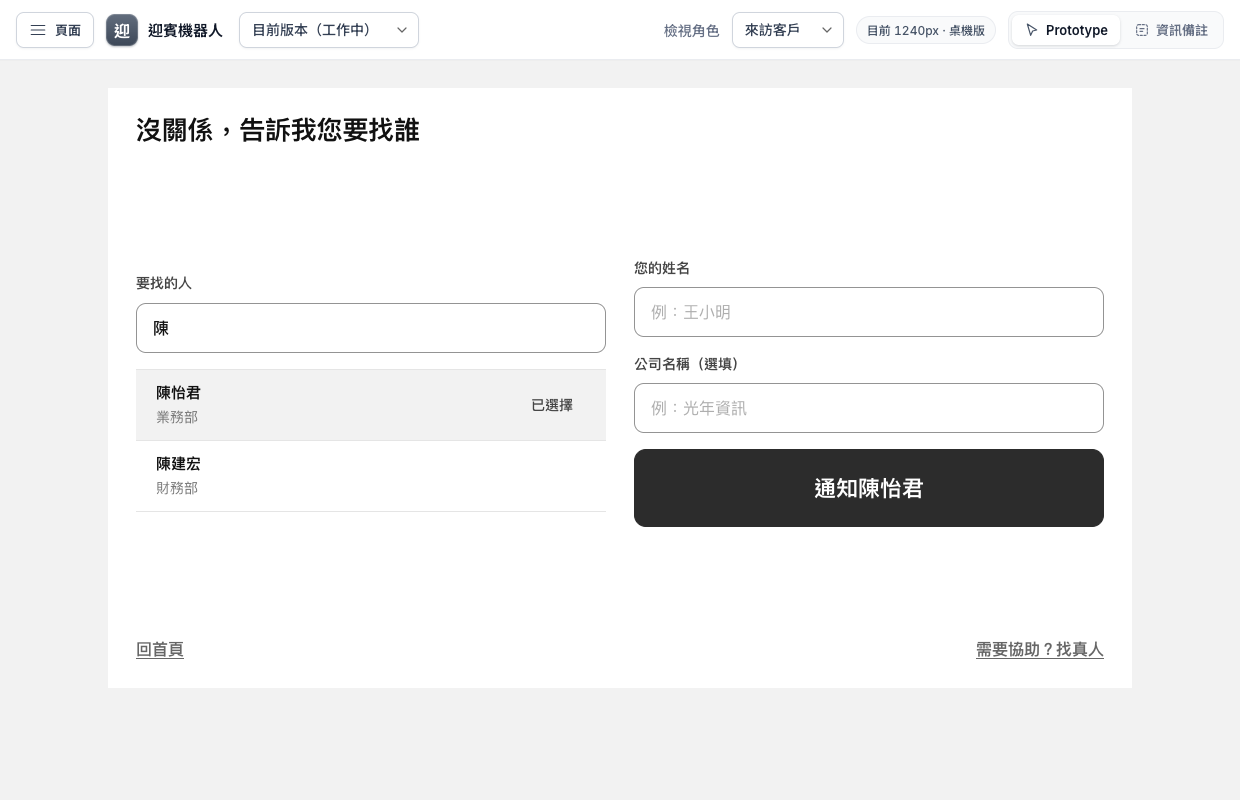 頁面
迎
迎賓機器人
目前版本（工作中）
檢視角色
來訪客戶
目前 1240px · 桌機版
Prototype
資訊備註
沒關係，告訴我您要找誰
要找的人
陳
陳怡君
業務部
已選擇
陳建宏
財務部
您的姓名
例：王小明
公司名稱（選填）
例：光年資訊
通知陳怡君
回首頁
需要協助？找真人